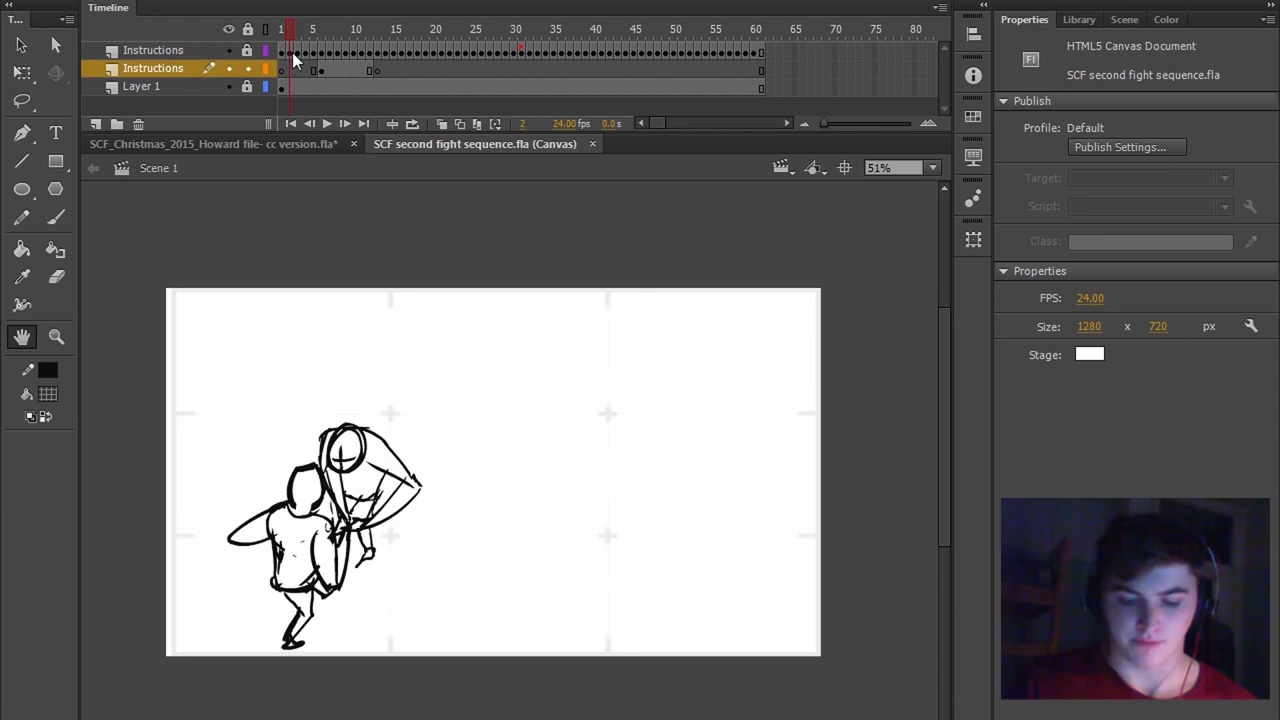 T...
Timeline
Properties
Library
Scene
Color
1 5 10 15 20 25 30 35 40 45 50 55 60 65 70 75 80
Instructions
Instructions
Layer 1
2 24.00 fps 0.0 s
HTML5 Canvas Document
Fl
SCF second fight sequence.fla
Publish
Profile: Default
Publish Settings...
Target:
Script:
Class:
SCF_Christmas_2015_Howard file- cc version.fla*
SCF second fight sequence.fla (Canvas)
Scene 1
51%
T
Properties
FPS: 24.00
Size: 1280 x 720 px
Stage: